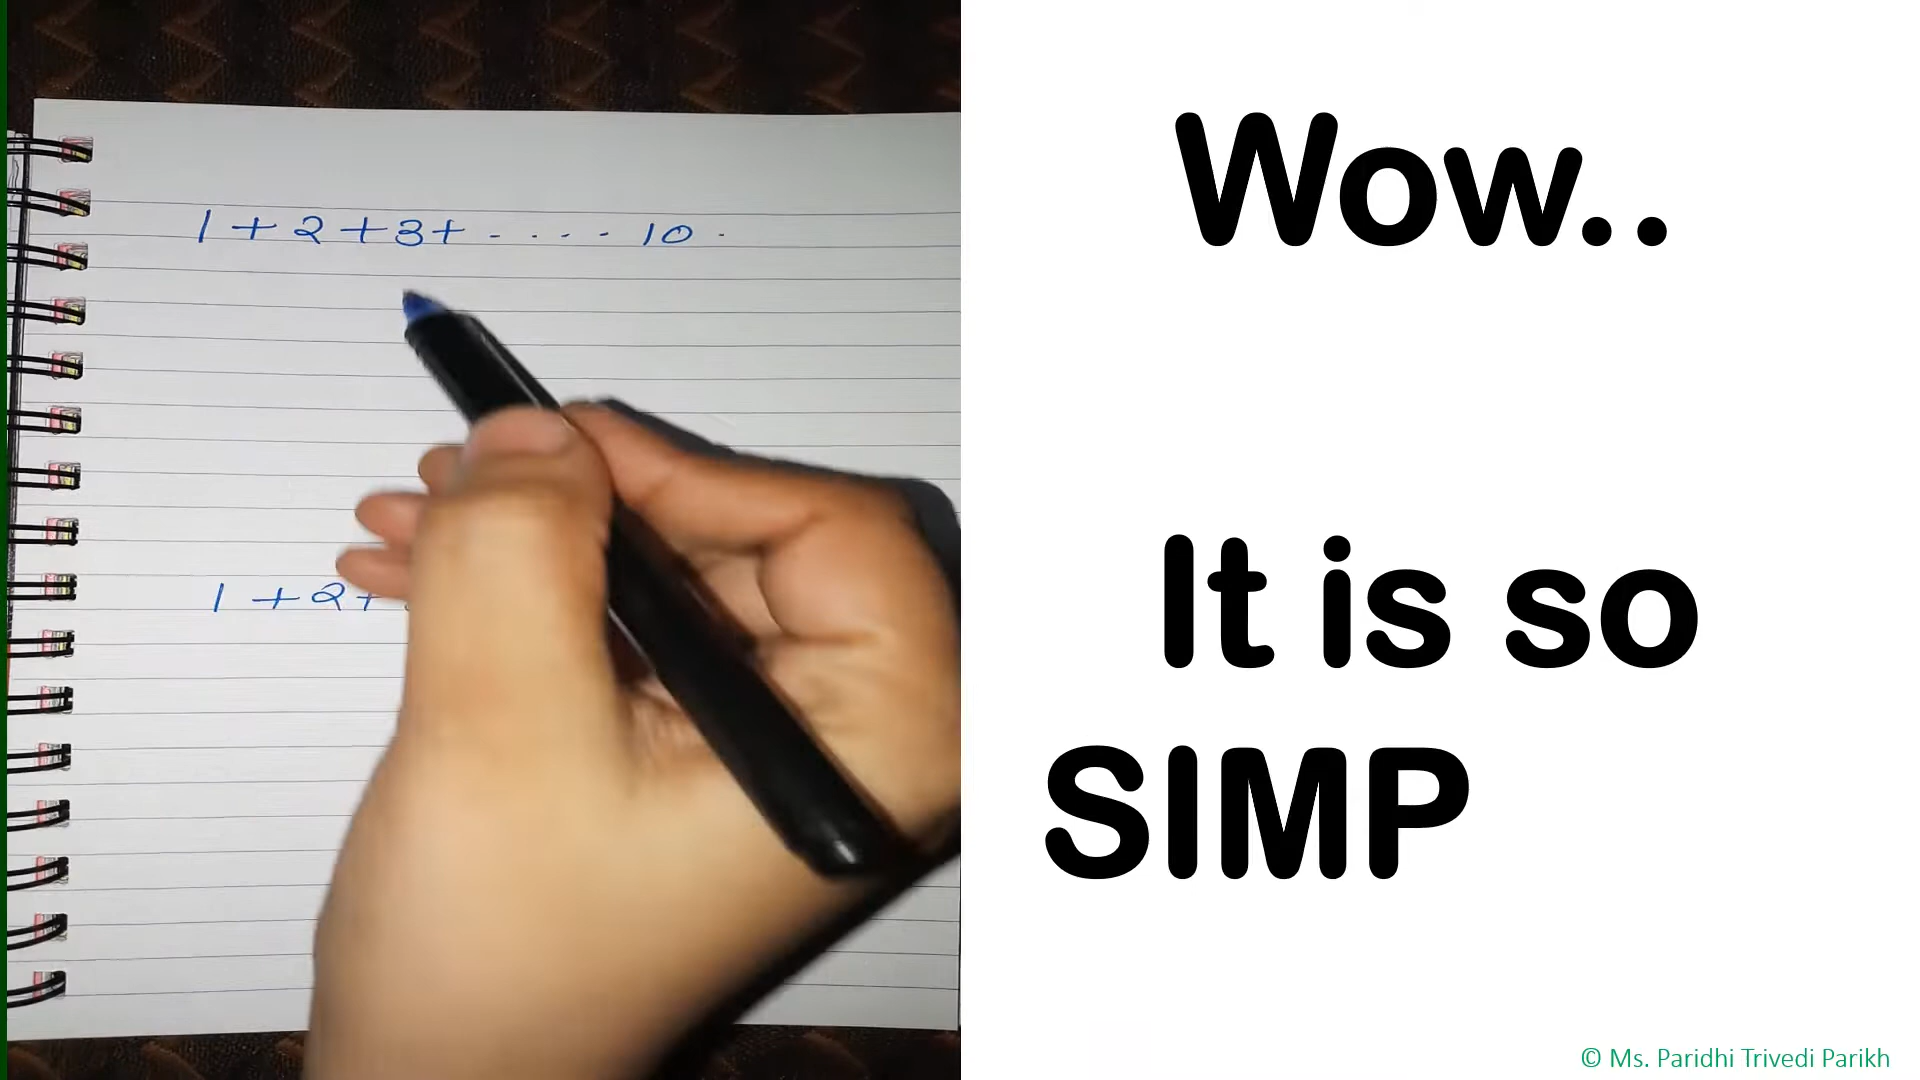 1 + 2 + 3 + - . . . - 10 .
1 + 2 +
Wow..
It is so
SIMP
© Ms. Paridhi Trivedi Parikh